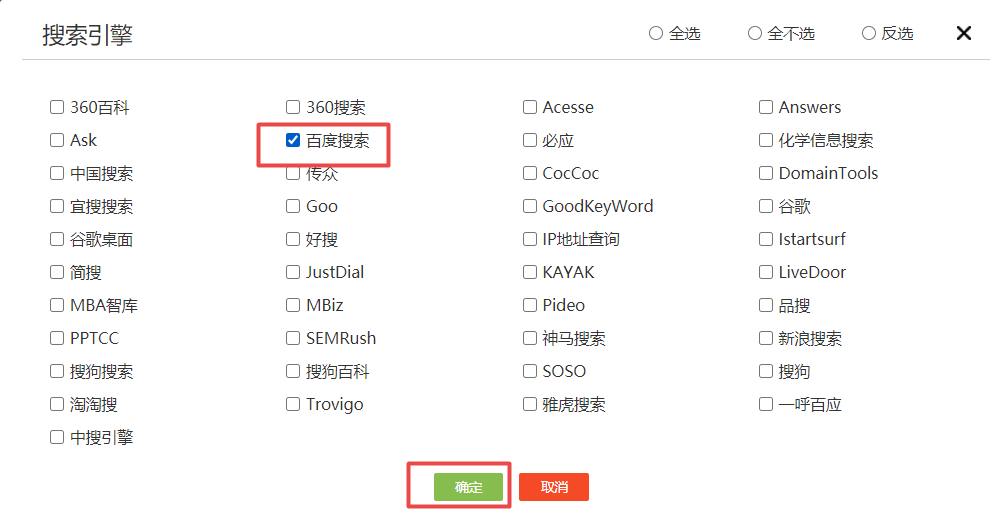 搜索引擎 全选 全不选 反选
360百科 360搜索 Acesse Answers
Ask 百度搜索 必应 化学信息搜索
中国搜索 传众 CocCoc DomainTools
宜搜搜索 Goo GoodKeyWord 谷歌
谷歌桌面 好搜 IP地址查询 Istartsurf
简搜 JustDial KAYAK LiveDoor
MBA智库 MBiz Pideo 品搜
PPTCC SEMRush 神马搜索 新浪搜索
搜狗搜索 搜狗百科 SOSO 搜狗
淘淘搜 Trovigo 雅虎搜索 一呼百应
中搜引擎
确定 取消